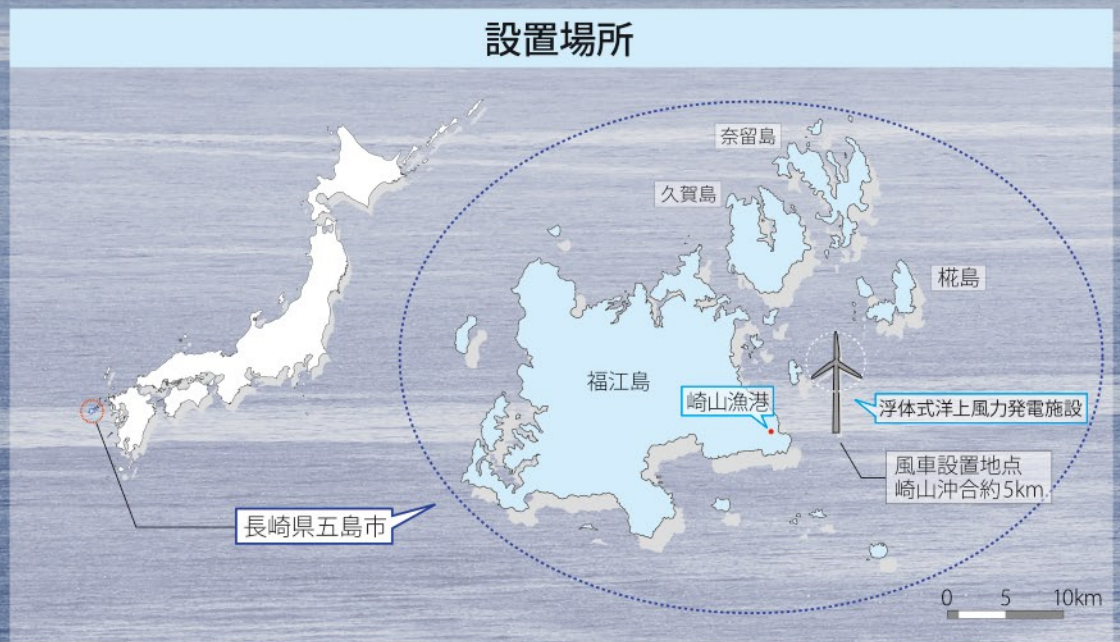 設置場所
奈留島
久賀島
椛島
福江島
崎山漁港
浮体式洋上風力発電施設
風車設置地点
崎山沖合約5km
長崎県五島市
0 5 10km